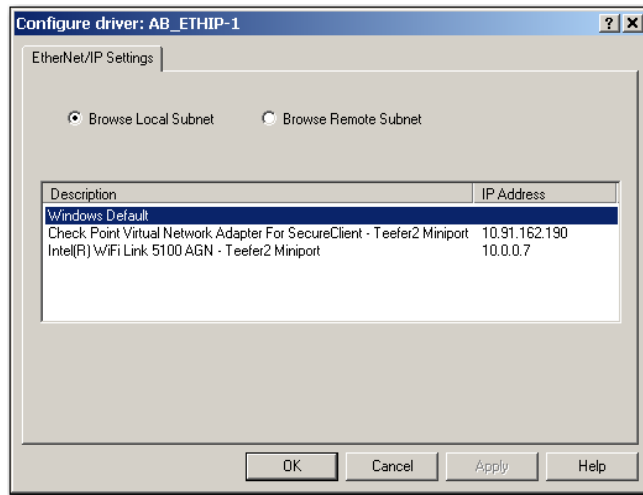 Configure driver: AB_ETHIP-1
EtherNet/IP Settings
Browse Local Subnet Browse Remote Subnet
Description IP Address
Windows Default
Check Point Virtual Network Adapter For SecureClient - Teefer2 Miniport 10.91.162.190
Intel(R) WiFi Link 5100 AGN - Teefer2 Miniport 10.0.0.7
OK Cancel Apply Help